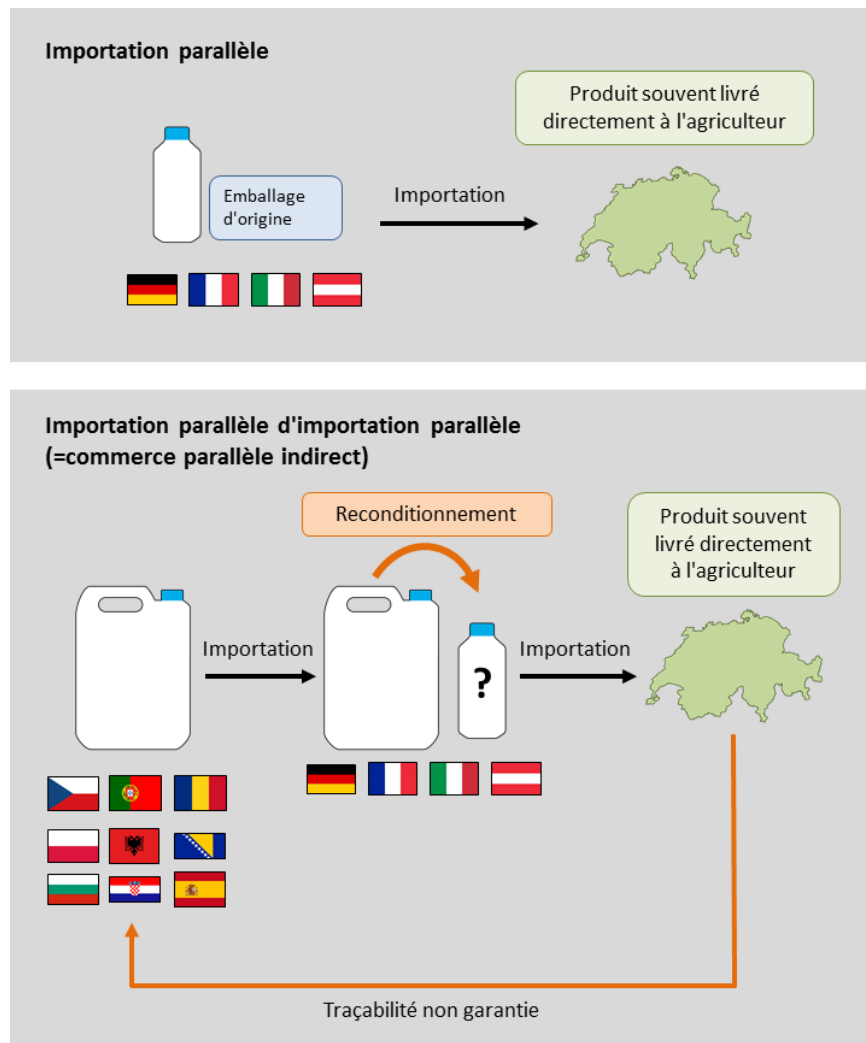 Importation parallèle
Produit souvent livré
directement à l'agriculteur
Emballage
d'origine
Importation
Importation parallèle d'importation parallèle
(=commerce parallèle indirect)
Reconditionnement
Produit souvent
livré directement
à l'agriculteur
Importation
?
Importation
Traçabilité non garantie